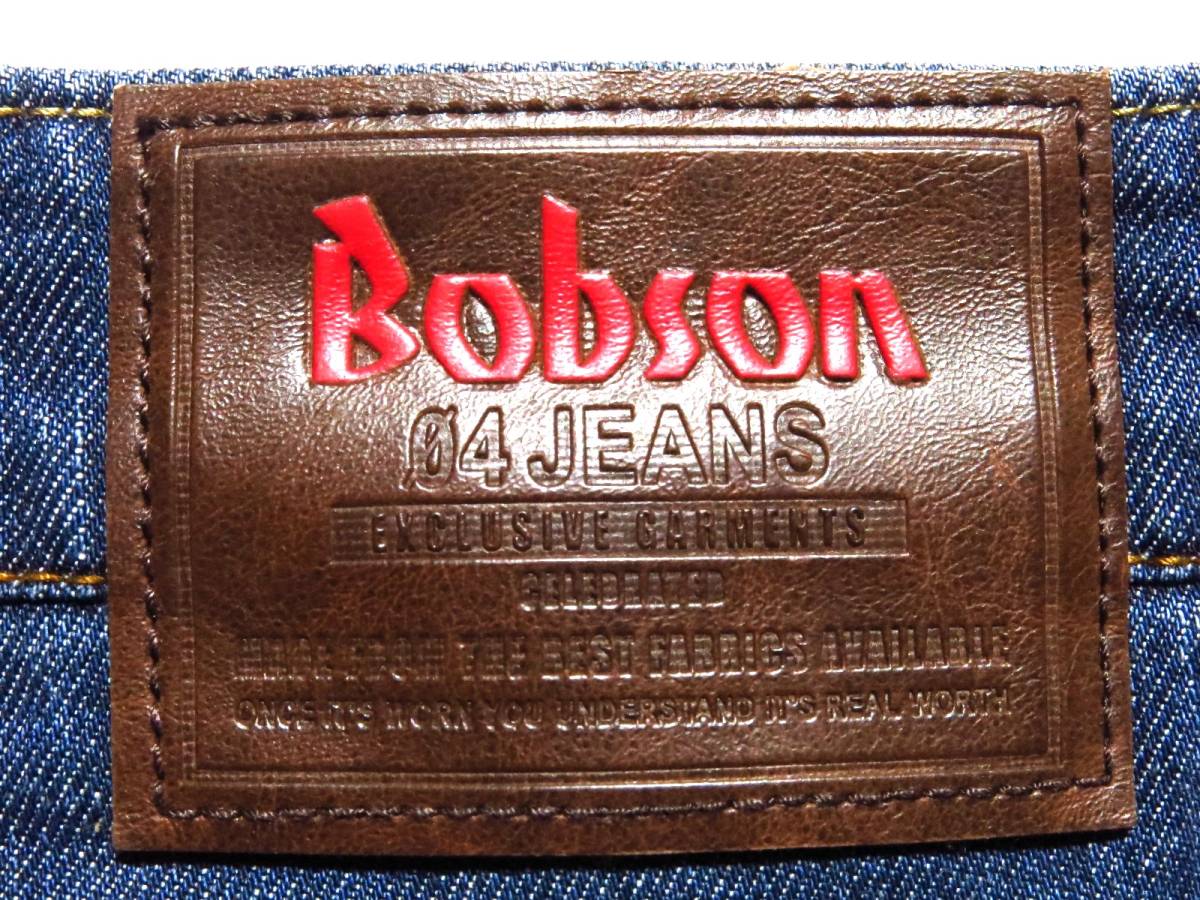 Bobson
Ø4 JEANS
EXCLUSIVE GARMENTS
CELEBRATED
MADE FROM THE BEST FABRICS AVAILABLE
ONCE IT'S WORN YOU UNDERSTAND IT'S REAL WORTH